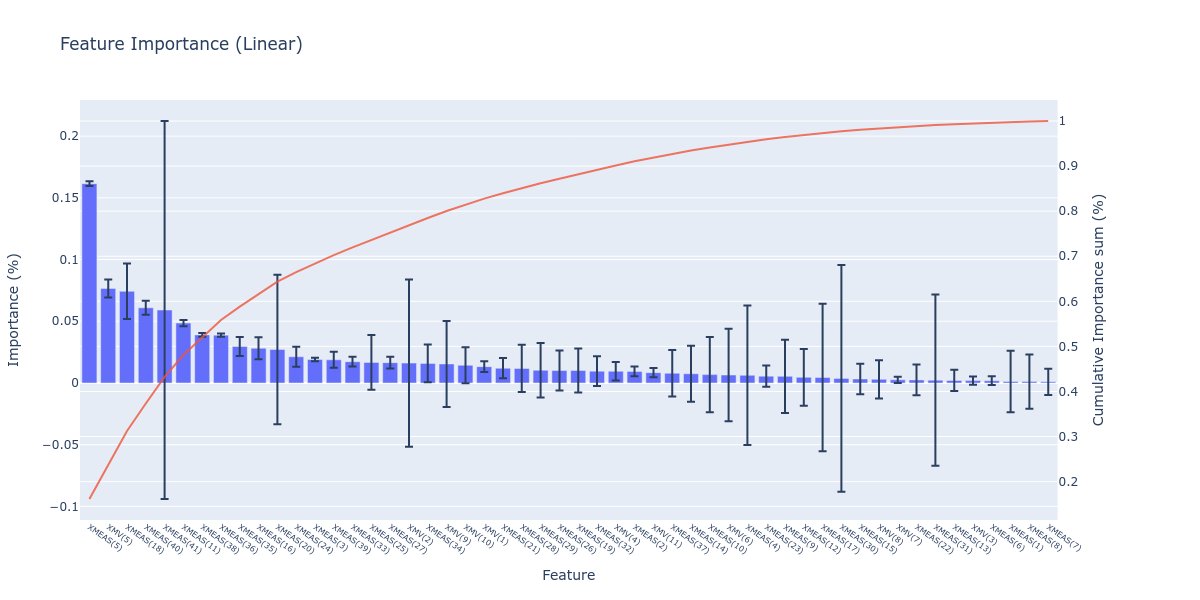 Feature Importance (Linear)
Importance (%)
0.2
0.15
0.1
0.05
0
−0.05
−0.1
1
0.9
0.8
0.7
0.6
0.5
0.4
0.3
0.2
Cumulative Importance sum (%)
XMEAS(5)
XMV(5)
XMEAS(18)
XMEAS(40)
XMEAS(41)
XMEAS(11)
XMEAS(38)
XMEAS(36)
XMEAS(35)
XMEAS(16)
XMEAS(20)
XMEAS(24)
XMEAS(3)
XMEAS(39)
XMEAS(33)
XMEAS(25)
XMEAS(27)
XMV(2)
XMEAS(34)
XMV(9)
XMV(10)
XMV(1)
XMEAS(21)
XMEAS(28)
XMEAS(29)
XMEAS(26)
XMEAS(19)
XMEAS(32)
XMV(4)
XMEAS(2)
XMV(11)
XMEAS(37)
XMEAS(14)
XMEAS(10)
XMV(6)
XMEAS(4)
XMEAS(23)
XMEAS(9)
XMEAS(12)
XMEAS(17)
XMEAS(30)
XMEAS(15)
XMV(8)
XMV(7)
XMEAS(22)
XMEAS(31)
XMEAS(13)
XMV(3)
XMEAS(6)
XMEAS(1)
XMEAS(8)
XMEAS(7)
Feature